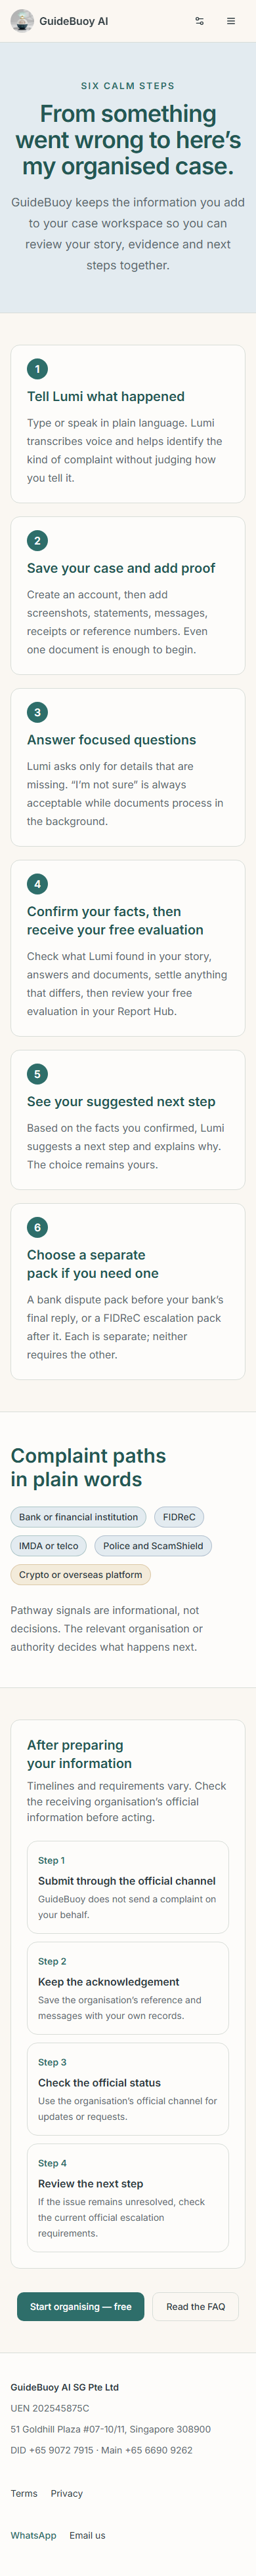 GuideBuoy AI
SIX CALM STEPS
From something
went wrong to here’s
my organised case.
GuideBuoy keeps the information you add
to your case workspace so you can
review your story, evidence and next
steps together.
1
Tell Lumi what happened
Type or speak in plain language. Lumi
transcribes voice and helps identify the
kind of complaint without judging how
you tell it.
2
Save your case and add proof
Create an account, then add
screenshots, statements, messages,
receipts or reference numbers. Even
one document is enough to begin.
3
Answer focused questions
Lumi asks only for details that are
missing. “I’m not sure” is always
acceptable while documents process in
the background.
4
Confirm your facts, then
receive your free evaluation
Check what Lumi found in your story,
answers and documents, settle anything
that differs, then review your free
evaluation in your Report Hub.
5
See your suggested next step
Based on the facts you confirmed, Lumi
suggests a next step and explains why.
The choice remains yours.
6
Choose a separate
pack if you need one
A bank dispute pack before your bank’s
final reply, or a FIDReC escalation pack
after it. Each is separate; neither
requires the other.
Complaint paths
in plain words
Bank or financial institution FIDReC
IMDA or telco Police and ScamShield
Crypto or overseas platform
Pathway signals are informational, not
decisions. The relevant organisation or
authority decides what happens next.
After preparing
your information
Timelines and requirements vary. Check
the receiving organisation’s official
information before acting.
Step 1
Submit through the official channel
GuideBuoy does not send a complaint on
your behalf.
Step 2
Keep the acknowledgement
Save the organisation’s reference and
messages with your own records.
Step 3
Check the official status
Use the organisation’s official channel for
updates or requests.
Step 4
Review the next step
If the issue remains unresolved, check
the current official escalation
requirements.
Start organising — free Read the FAQ
GuideBuoy AI SG Pte Ltd
UEN 202545875C
51 Goldhill Plaza #07-10/11, Singapore 308900
DID +65 9072 7915 · Main +65 6690 9262
Terms Privacy
WhatsApp Email us